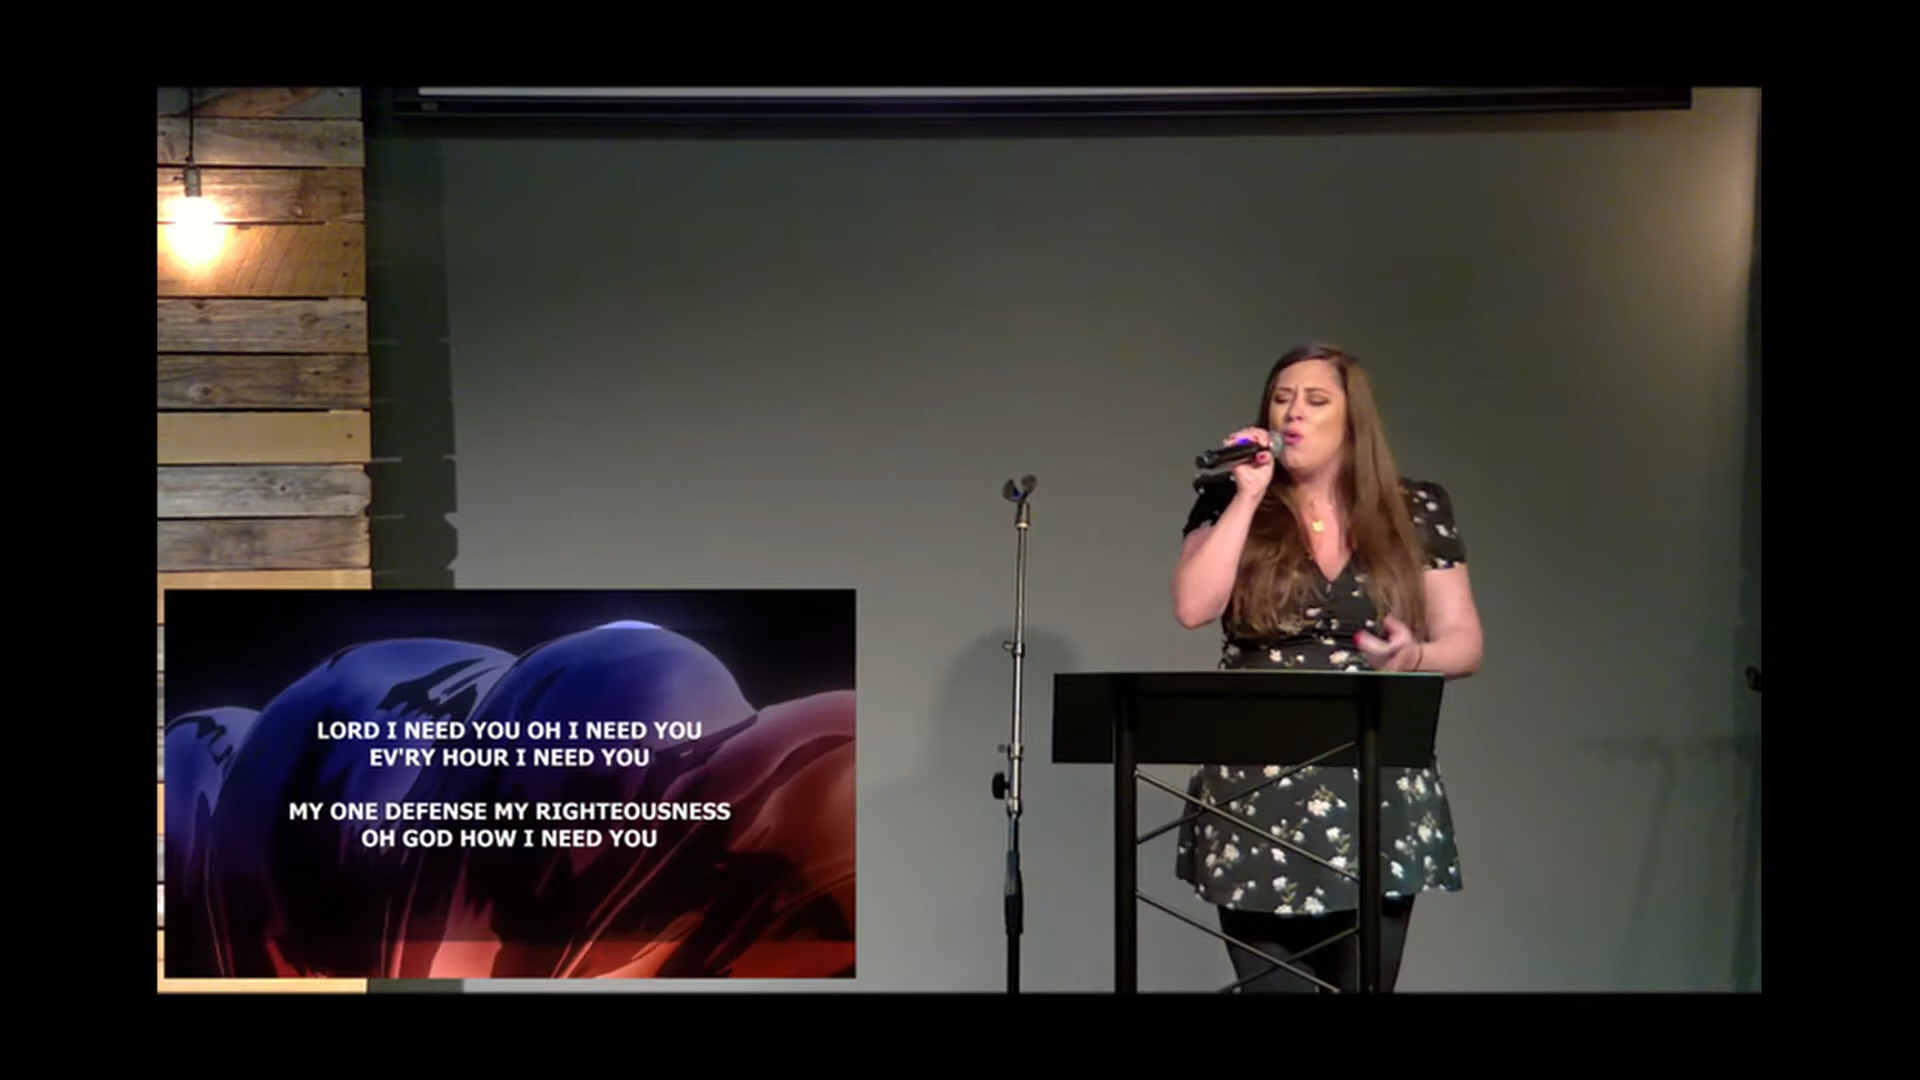 LORD I NEED YOU OH I NEED YOU
EV'RY HOUR I NEED YOU
MY ONE DEFENSE MY RIGHTEOUSNESS
OH GOD HOW I NEED YOU